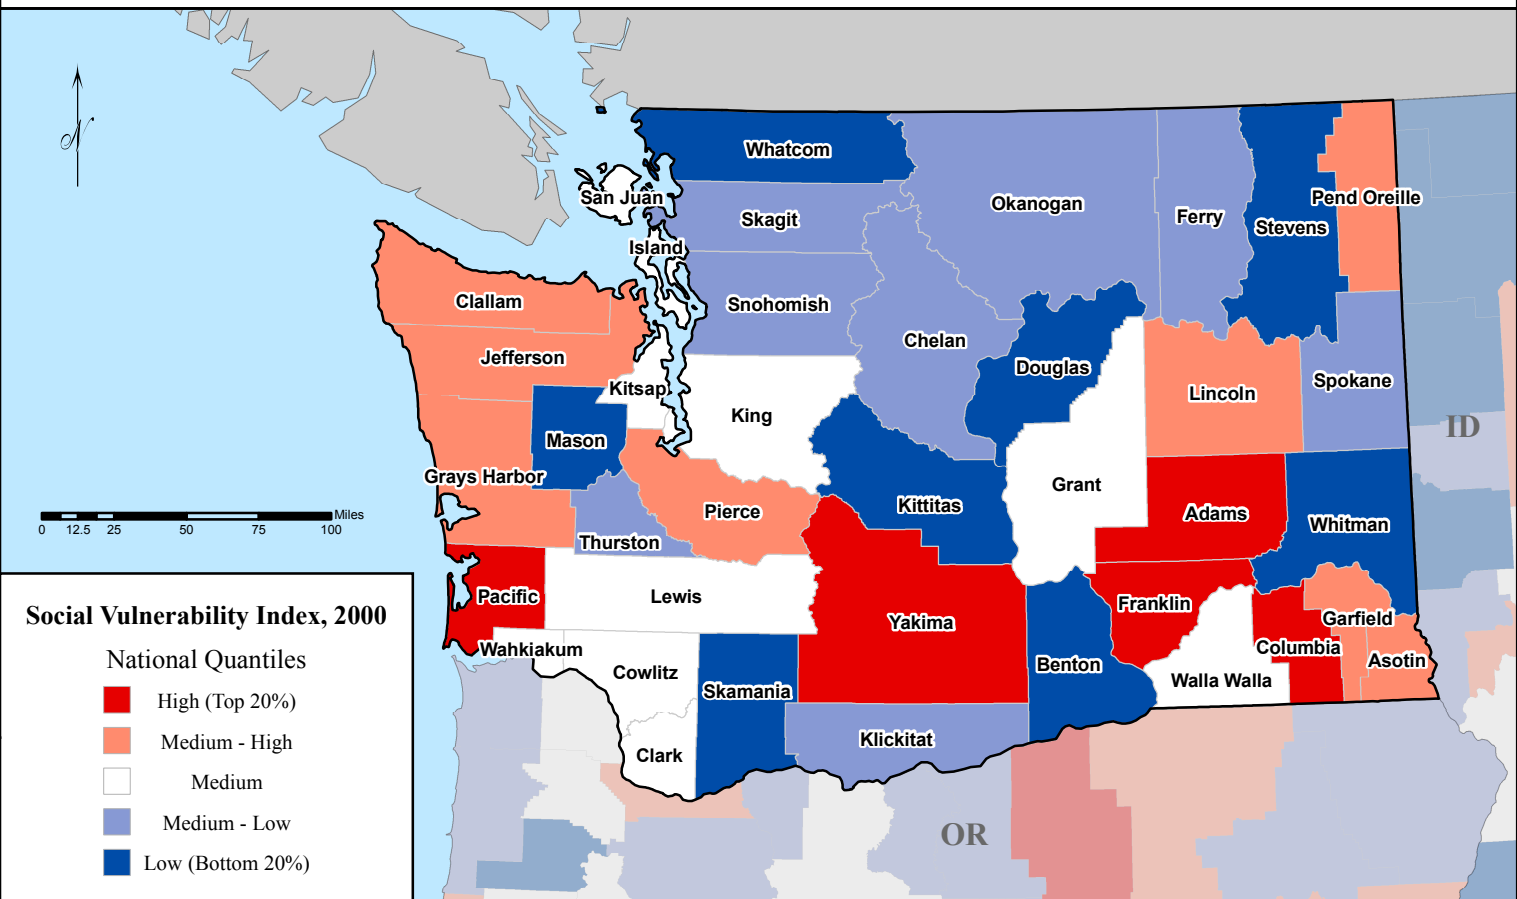 N
Whatcom
San Juan
Skagit
Okanogan
Ferry
Pend Oreille
Stevens
Island
Clallam
Snohomish
Chelan
Jefferson
Douglas
Spokane
Kitsap
Lincoln
King
Mason
ID
Grays Harbor
Grant
Kittitas
Pierce
Adams
Whitman
Miles
0 12.5 25 50 75 100
Thurston
Pacific
Lewis
Franklin
Garfield
Yakima
Wahkiakum
Columbia
Asotin
Benton
Cowlitz
Walla Walla
Skamania
Klickitat
Clark
OR
Social Vulnerability Index, 2000
National Quantiles
High (Top 20%)
Medium - High
Medium
Medium - Low
Low (Bottom 20%)